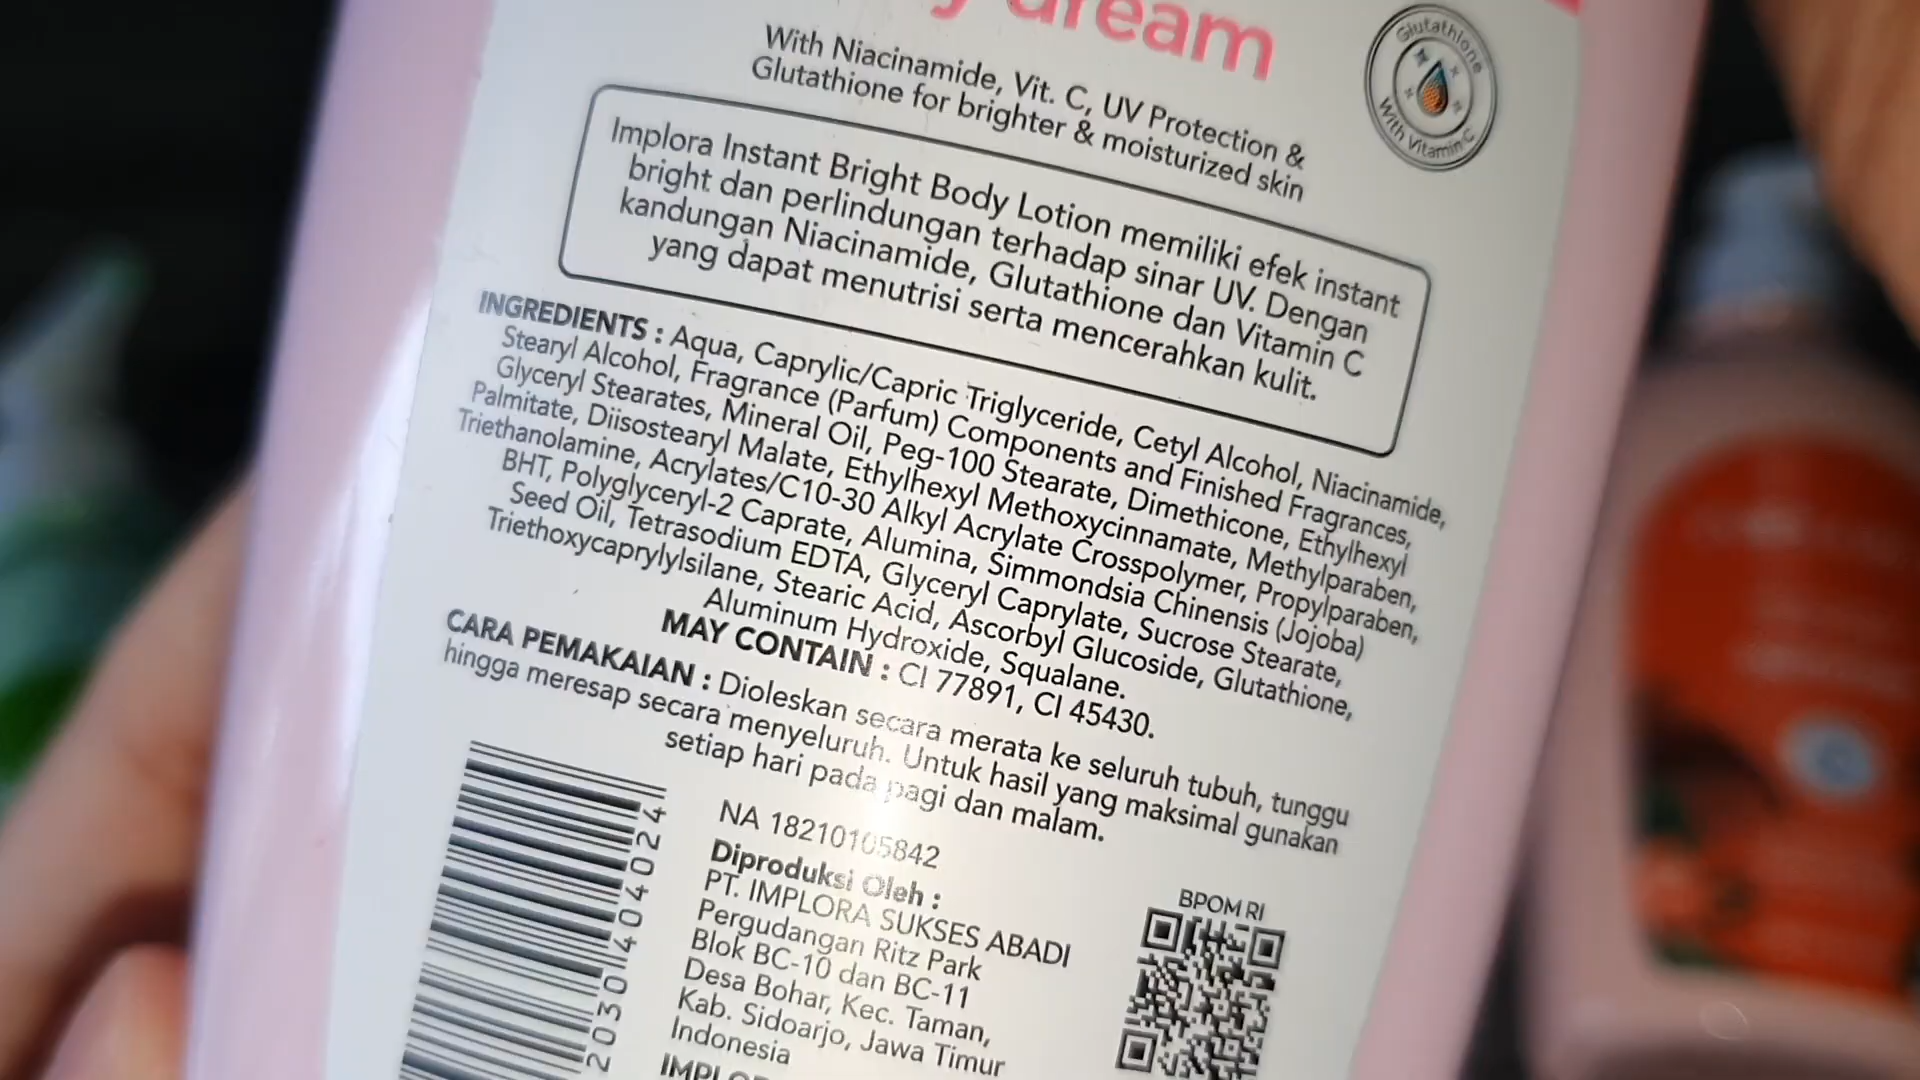 dream
With Niacinamide, Vit. C, UV Protection &
Glutathione for brighter & moisturized skin
Glutathione
With Vitamin C
Implora Instant Bright Body Lotion memiliki efek instant
bright dan perlindungan terhadap sinar UV. Dengan
kandungan Niacinamide, Glutathione dan Vitamin C
yang dapat menutrisi serta mencerahkan kulit.
INGREDIENTS : Aqua, Caprylic/Capric Triglyceride, Cetyl Alcohol, Niacinamide,
Stearyl Alcohol, Fragrance (Parfum) Components and Finished Fragrances,
Glyceryl Stearates, Mineral Oil, Peg-100 Stearate, Dimethicone, Ethylhexyl
Palmitate, Diisostearyl Malate, Ethylhexyl Methoxycinnamate, Methylparaben,
Triethanolamine, Acrylates/C10-30 Alkyl Acrylate Crosspolymer, Propylparaben,
BHT, Polyglyceryl-2 Caprate, Alumina, Simmondsia Chinensis (Jojoba)
Seed Oil, Tetrasodium EDTA, Glyceryl Caprylate, Sucrose Stearate,
Triethoxycaprylylsilane, Stearic Acid, Ascorbyl Glucoside, Glutathione,
Aluminum Hydroxide, Squalane.
MAY CONTAIN : CI 77891, CI 45430.
CARA PEMAKAIAN : Dioleskan secara merata ke seluruh tubuh, tunggu
hingga meresap secara menyeluruh. Untuk hasil yang maksimal gunakan
setiap hari pada pagi dan malam.
NA 18210105842
Diproduksi Oleh :
PT. IMPLORA SUKSES ABADI
Pergudangan Ritz Park
Blok BC-10 dan BC-11
Desa Bohar, Kec. Taman,
Kab. Sidoarjo, Jawa Timur
Indonesia
BPOM RI